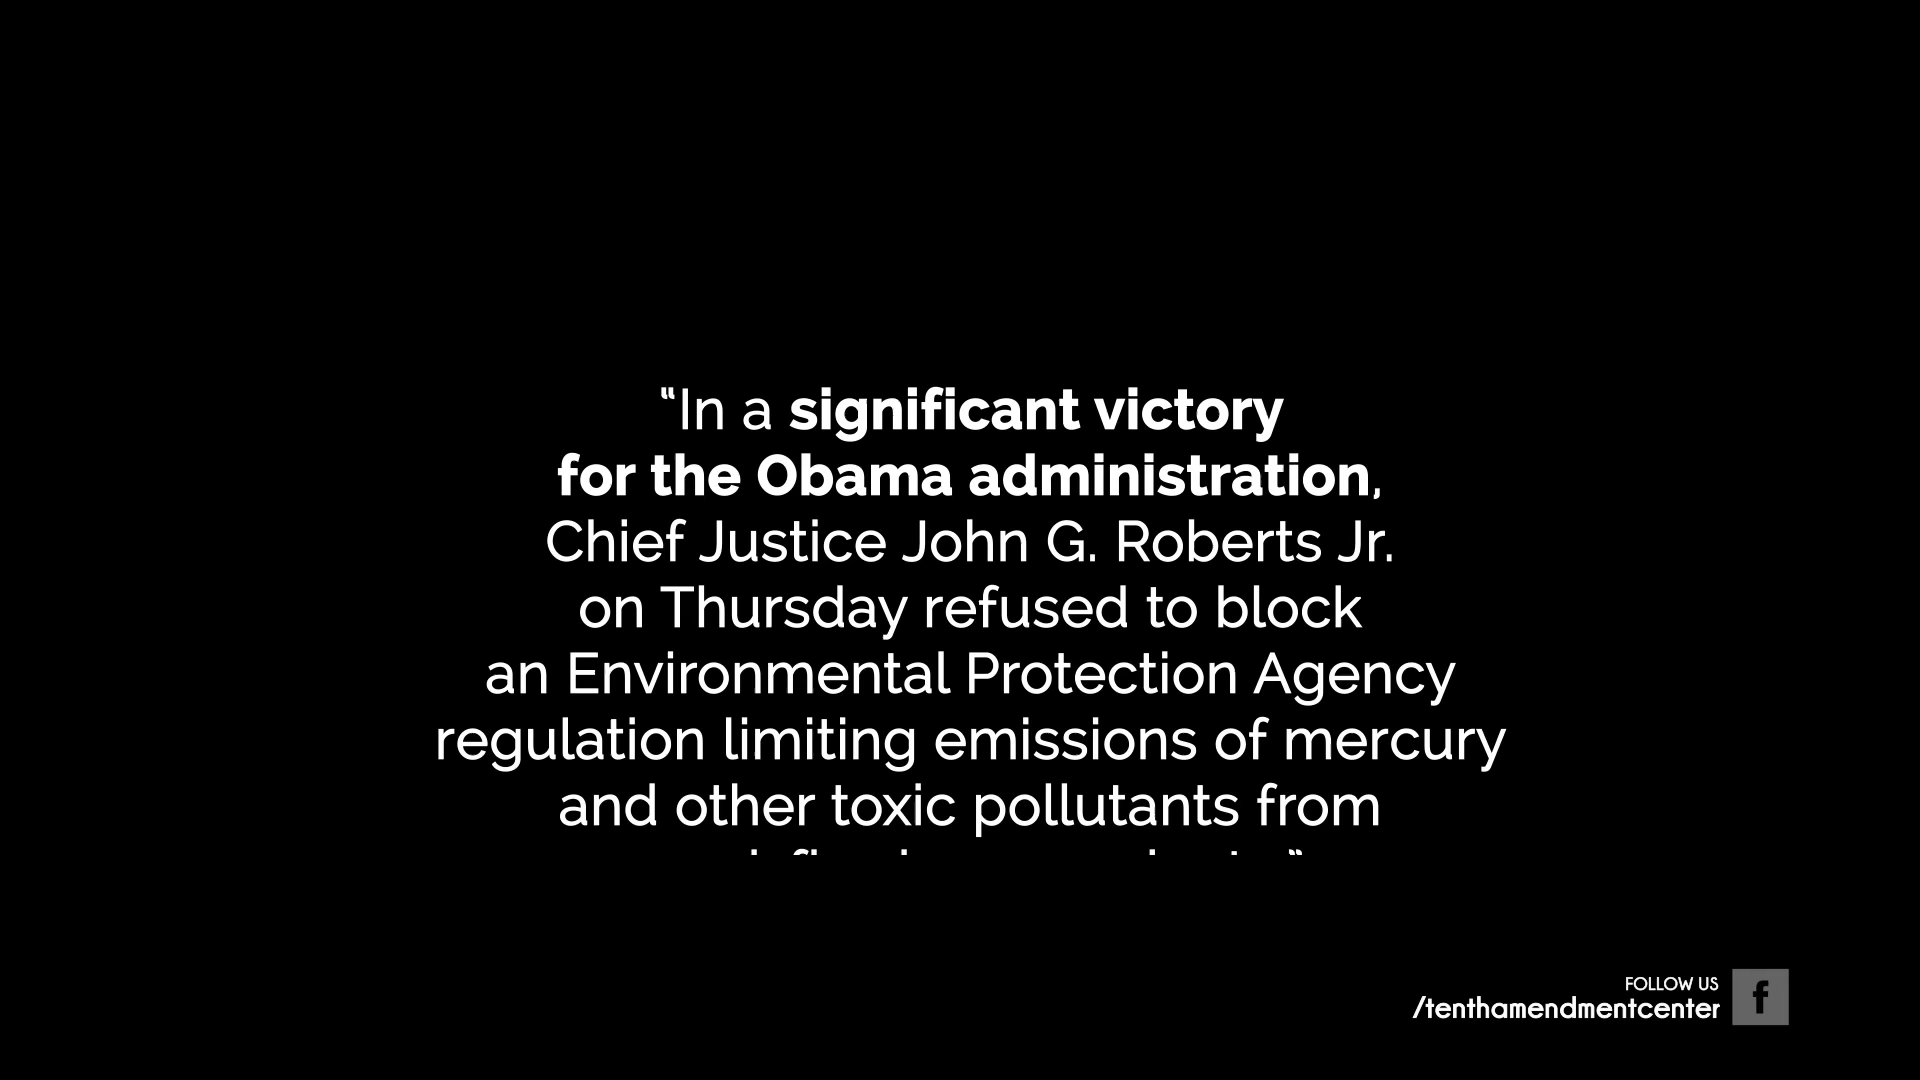 “In a significant victory
for the Obama administration,
Chief Justice John G. Roberts Jr.
on Thursday refused to block
an Environmental Protection Agency
regulation limiting emissions of mercury
and other toxic pollutants from
FOLLOW US
/tenthamendmentcenter